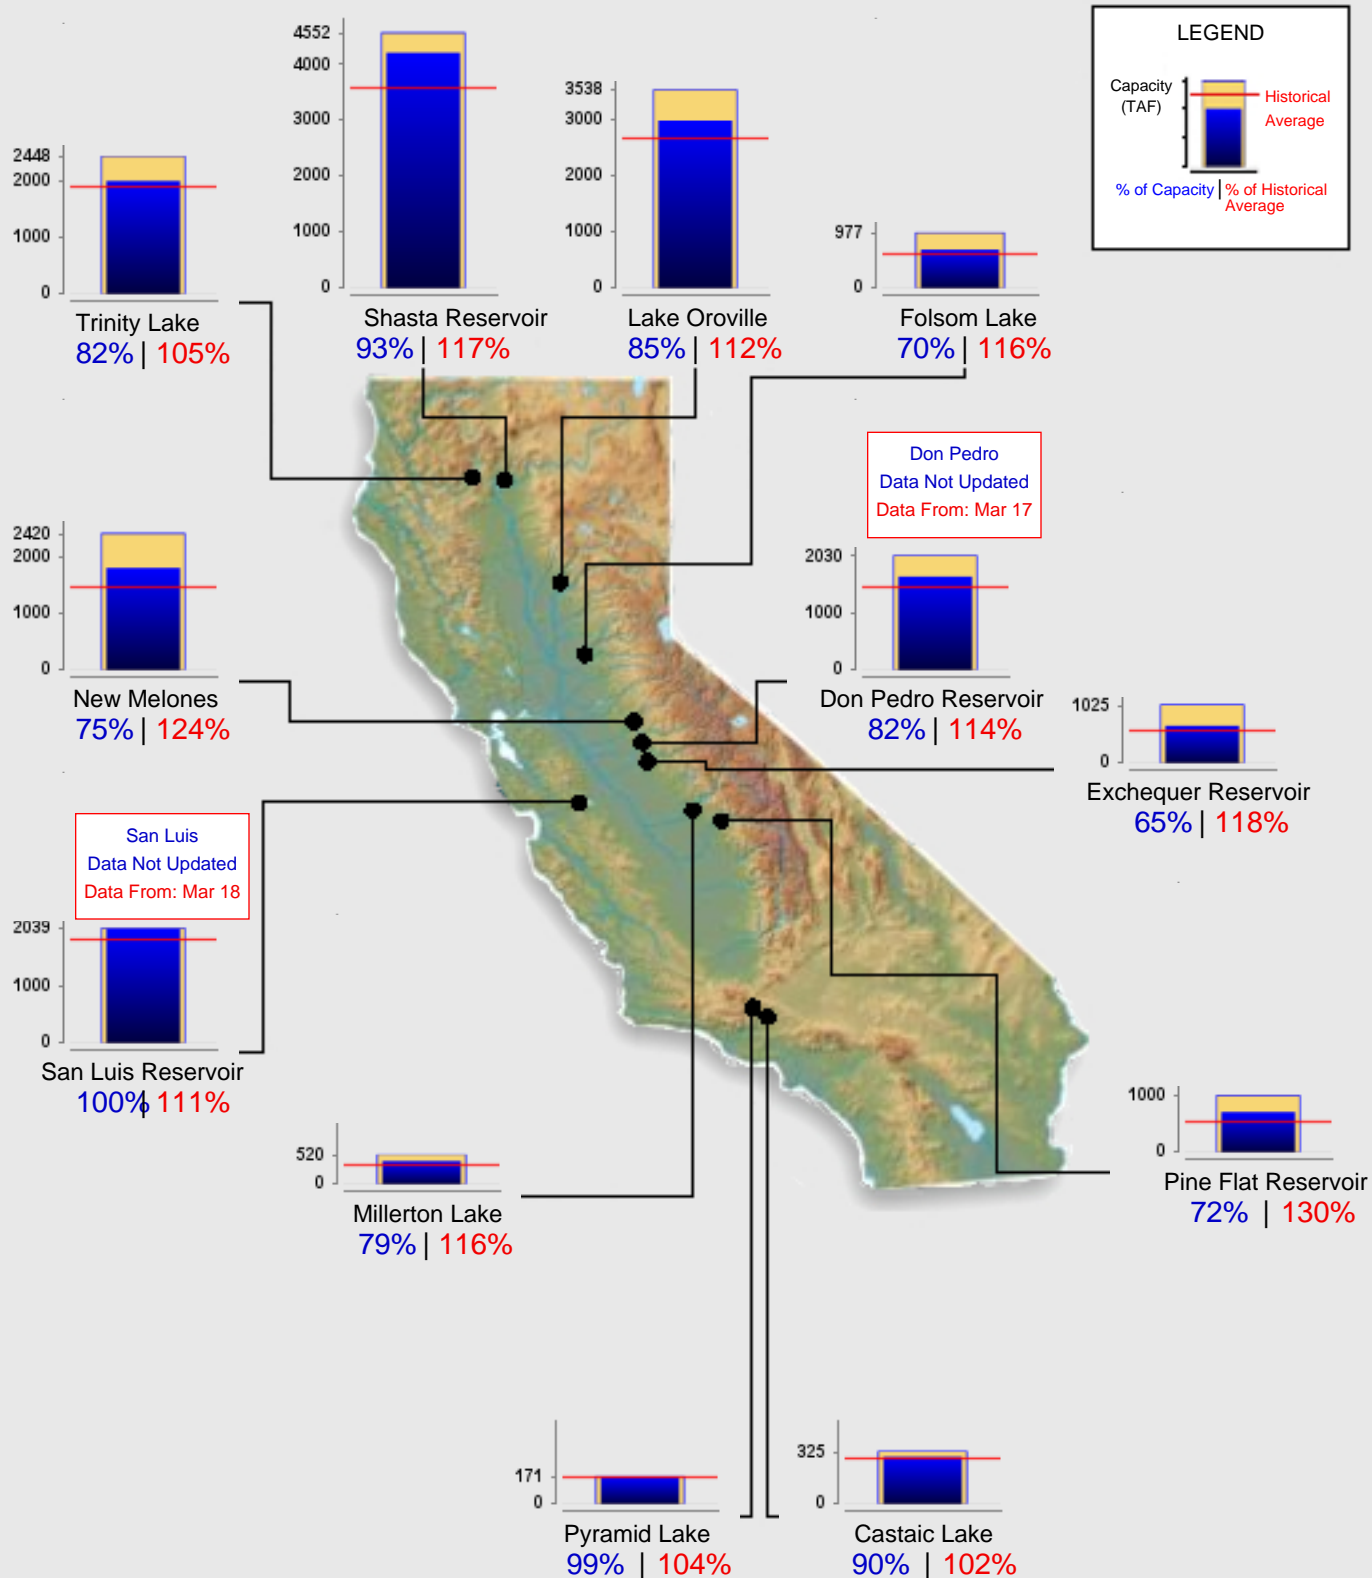 LEGEND
Capacity
(TAF)
Historical
Average
% of Capacity | % of Historical
Average
2448
2000
1000
0
Trinity Lake
82% | 105%
4552
4000
3000
2000
1000
0
Shasta Reservoir
93% | 117%
3538
3000
2000
1000
0
Lake Oroville
85% | 112%
977
0
Folsom Lake
70% | 116%
2420
2000
1000
0
New Melones
75% | 124%
Don Pedro
Data Not Updated
Data From: Mar 17
2030
1000
0
Don Pedro Reservoir
82% | 114%
1025
0
Exchequer Reservoir
65% | 118%
San Luis
Data Not Updated
Data From: Mar 18
2039
1000
0
San Luis Reservoir
100% | 111%
520
0
Millerton Lake
79% | 116%
1000
0
Pine Flat Reservoir
72% | 130%
171
0
Pyramid Lake
99% | 104%
325
0
Castaic Lake
90% | 102%